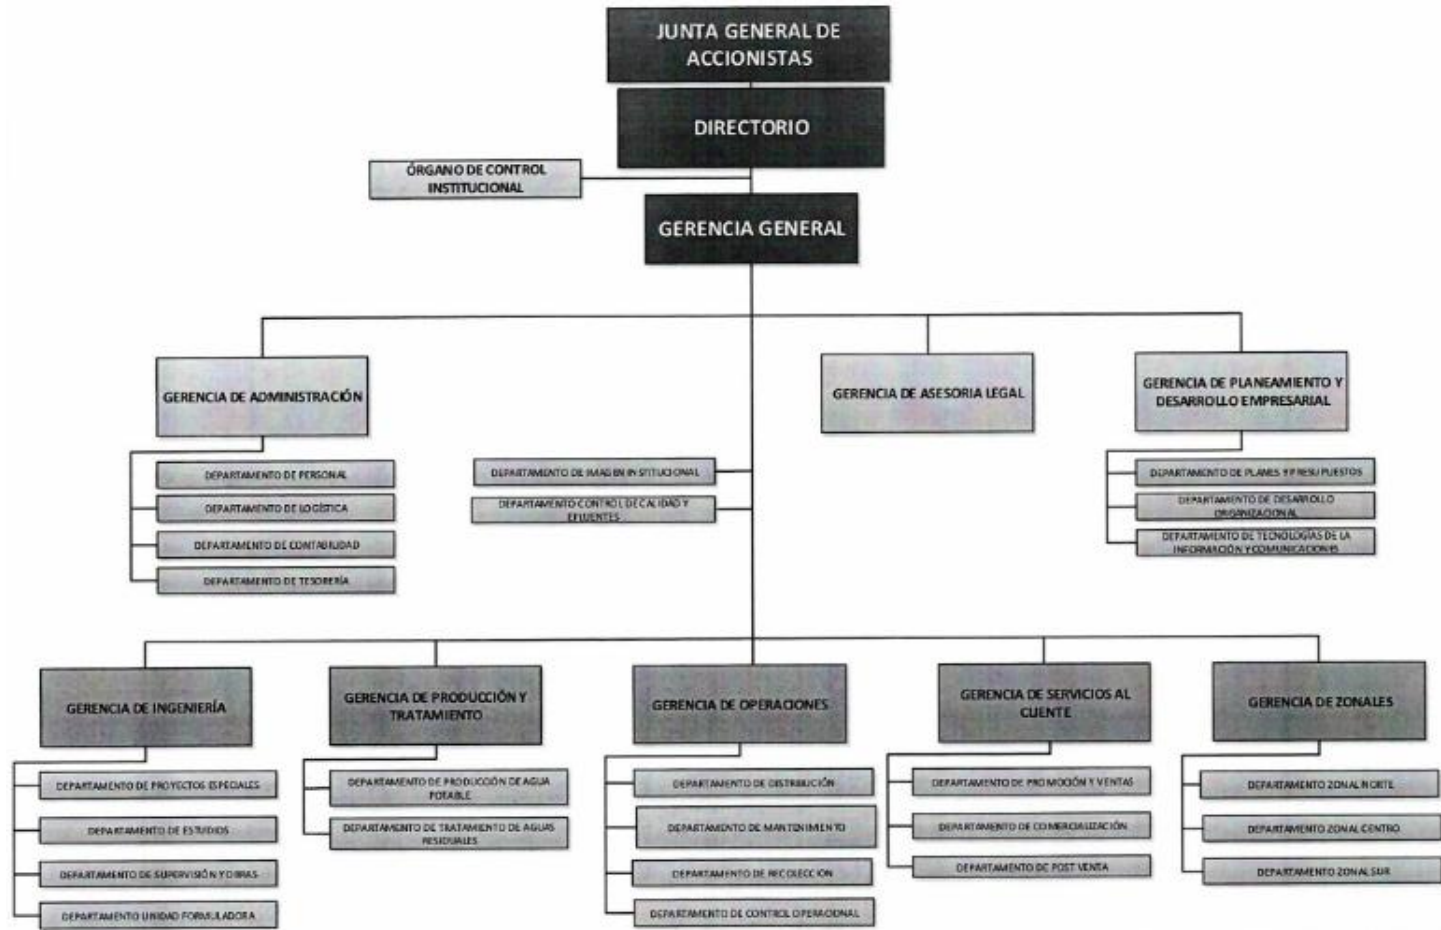 JUNTA GENERAL DE
ACCIONISTAS
DIRECTORIO
ÓRGANO DE CONTROL
INSTITUCIONAL
GERENCIA GENERAL
GERENCIA DE ADMINISTRACIÓN
GERENCIA DE ASESORIA LEGAL
GERENCIA DE PLANEAMIENTO Y
DESARROLLO EMPRESARIAL
DEPARTAMENTO DE PERSONAL
DEPARTAMENTO DE LOGÍSTICA
DEPARTAMENTO DE CONTABILIDAD
DEPARTAMENTO DE TESORERÍA
DEPARTAMENTO DE IMAGEN INSTITUCIONAL
DEPARTAMENTO CONTROL DE CALIDAD Y
EFLUENTES
DEPARTAMENTO DE PLANES Y PRESUPUESTOS
DEPARTAMENTO DE DESARROLLO
ORGANIZACIONAL
DEPARTAMENTO DE TECNOLOGÍAS DE LA
INFORMACIÓN Y COMUNICACIONES
GERENCIA DE INGENIERÍA
GERENCIA DE PRODUCCIÓN Y
TRATAMIENTO
GERENCIA DE OPERACIONES
GERENCIA DE SERVICIOS AL
CLIENTE
GERENCIA DE ZONALES
DEPARTAMENTO DE PROYECTOS ESPECIALES
DEPARTAMENTO DE ESTUDIOS
DEPARTAMENTO DE SUPERVISIÓN Y OBRAS
DEPARTAMENTO UNIDAD FORMULADORA
DEPARTAMENTO DE PRODUCCIÓN DE AGUA
POTABLE
DEPARTAMENTO DE TRATAMIENTO DE AGUAS
RESIDUALES
DEPARTAMENTO DE DISTRIBUCIÓN
DEPARTAMENTO DE MANTENIMIENTO
DEPARTAMENTO DE RECOLECCIÓN
DEPARTAMENTO DE CONTROL OPERACIONAL
DEPARTAMENTO DE PROMOCIÓN Y VENTAS
DEPARTAMENTO DE COMERCIALIZACIÓN
DEPARTAMENTO DE POST VENTA
DEPARTAMENTO ZONAL NORTE
DEPARTAMENTO ZONAL CENTRO
DEPARTAMENTO ZONAL SUR